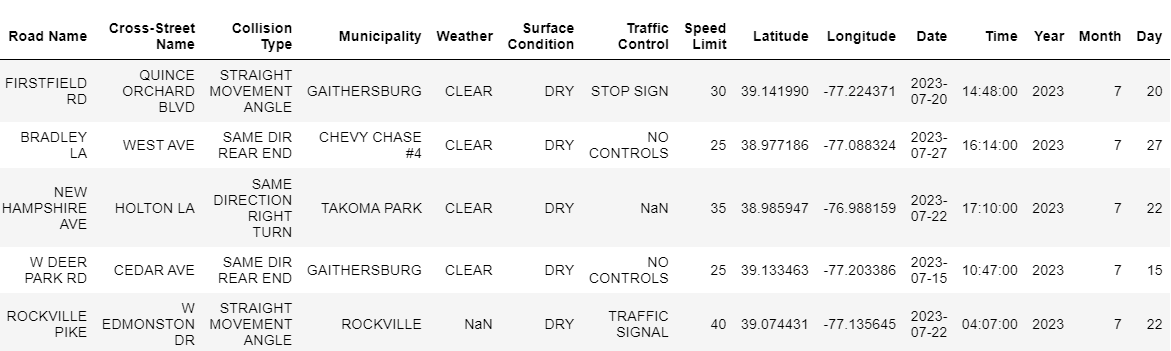 Road Name Cross-Street Name Collision Type Municipality Weather Surface Condition Traffic Control Speed Limit Latitude Longitude Date Time Year Month Day
FIRSTFIELD RD QUINCE ORCHARD BLVD STRAIGHT MOVEMENT ANGLE GAITHERSBURG CLEAR DRY STOP SIGN 30 39.141990 -77.224371 2023-07-20 14:48:00 2023 7 20
BRADLEY LA WEST AVE SAME DIR REAR END CHEVY CHASE #4 CLEAR DRY NO CONTROLS 25 38.977186 -77.088324 2023-07-27 16:14:00 2023 7 27
NEW HAMPSHIRE AVE HOLTON LA SAME DIRECTION RIGHT TURN TAKOMA PARK CLEAR DRY NaN 35 38.985947 -76.988159 2023-07-22 17:10:00 2023 7 22
W DEER PARK RD CEDAR AVE SAME DIR REAR END GAITHERSBURG CLEAR DRY NO CONTROLS 25 39.133463 -77.203386 2023-07-15 10:47:00 2023 7 15
ROCKVILLE PIKE W EDMONSTON DR STRAIGHT MOVEMENT ANGLE ROCKVILLE NaN DRY TRAFFIC SIGNAL 40 39.074431 -77.135645 2023-07-22 04:07:00 2023 7 22